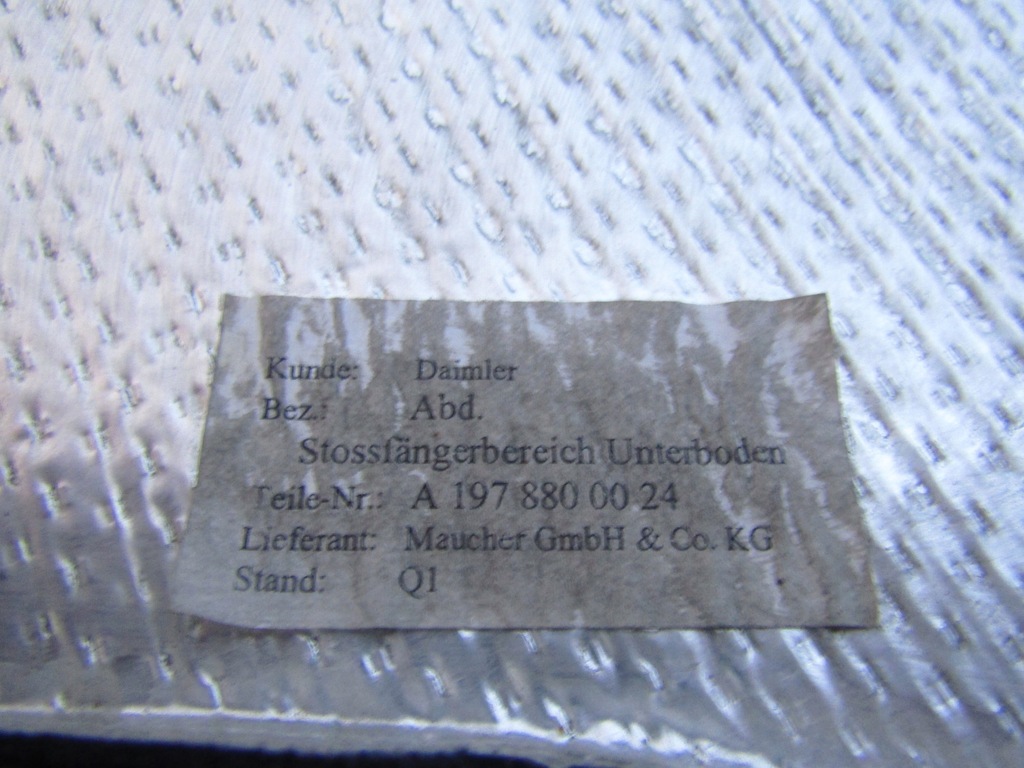 Kunde: Daimler
Bez.: Abd.
Stossfängerbereich Unterboden
Teile-Nr.: A 197 880 00 24
Lieferant: Maucher GmbH & Co. KG
Stand: Q1